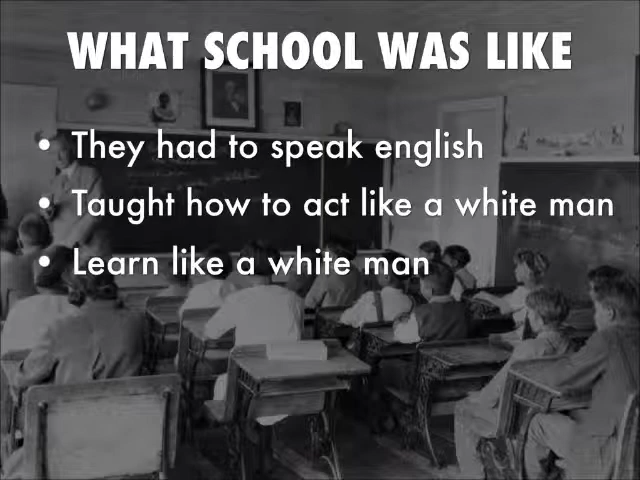 WHAT SCHOOL WAS LIKE
• They had to speak english
• Taught how to act like a white man
• Learn like a white man